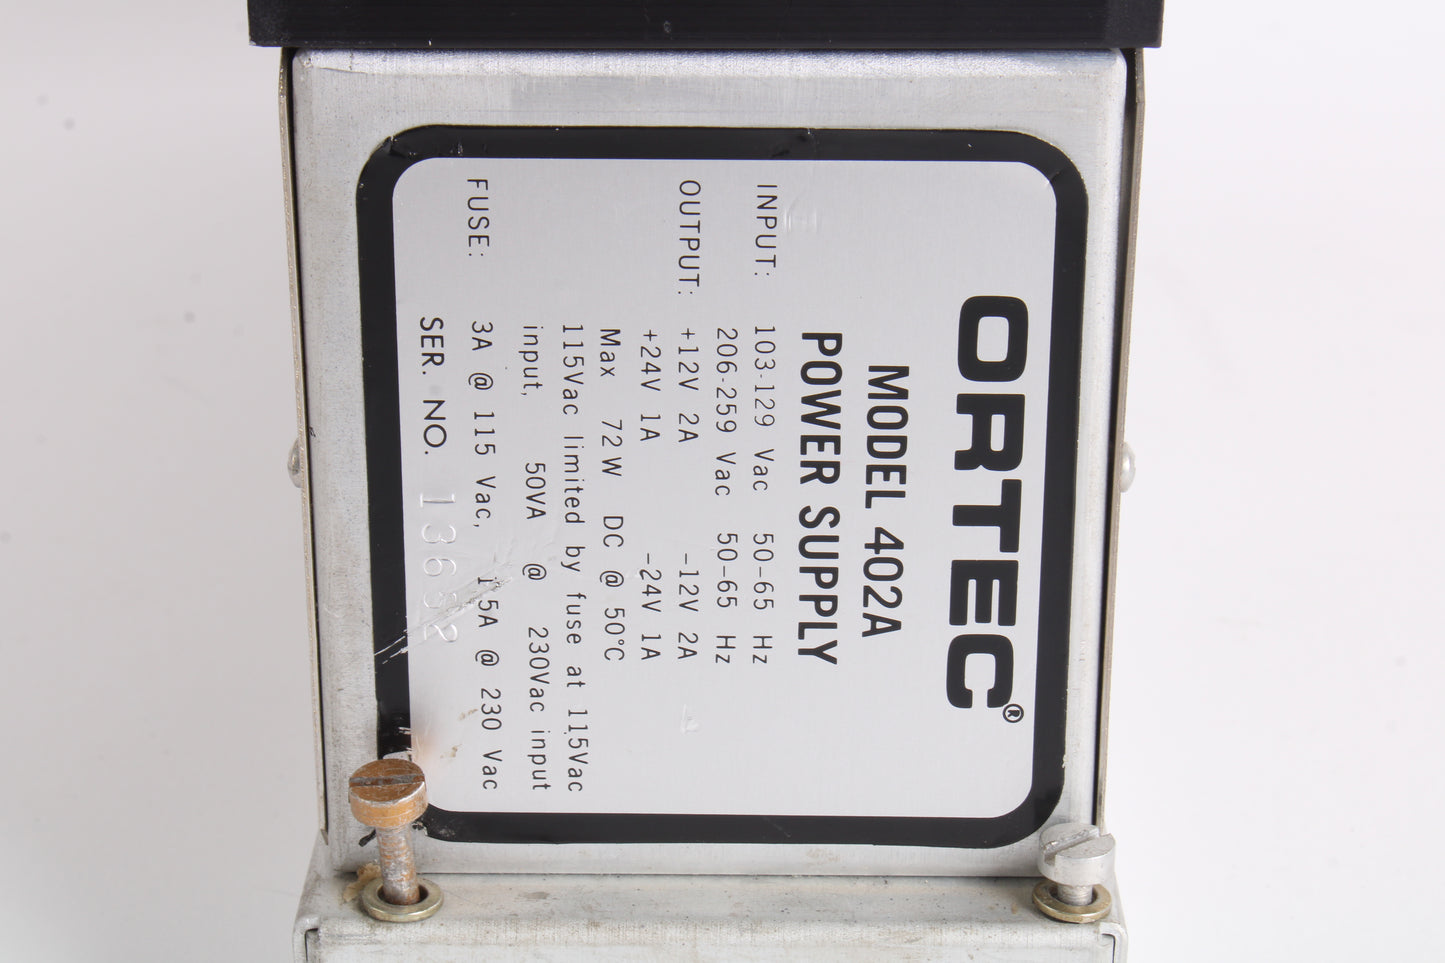 ORTEC®
MODEL 402A
POWER SUPPLY
INPUT: 103-129 Vac 50-65 Hz
206-259 Vac 50-65 Hz
OUTPUT: +12V 2A -12V 2A
+24V 1A -24V 1A
Max 72W DC @ 50°C
115Vac limited by fuse at 115Vac
input, 50VA @ 230Vac input
FUSE: 3A @ 115 Vac, 1.5A @ 230 Vac
SER. NO.